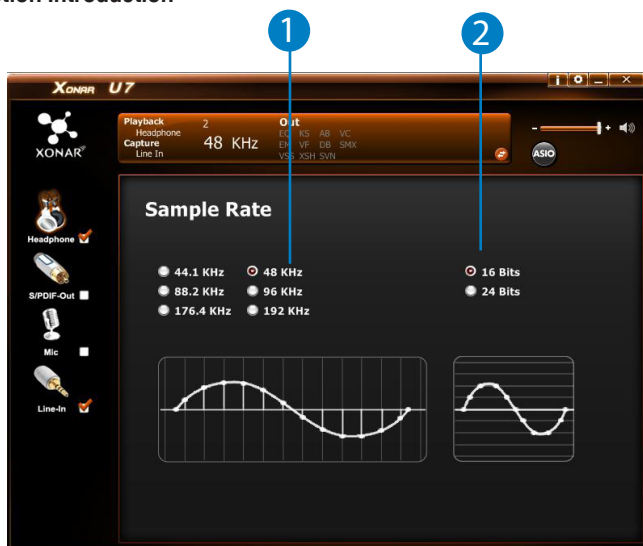 1 2
XONAR U7
i
Playback 2 Out
Headphone EQ KS AB VC
Capture 48 KHz EM VF DB SMX
Line In VSS XSH SVN
- +
XONAR®
ASIO
Sample Rate
Headphone
44.1 KHz 48 KHz 16 Bits
88.2 KHz 96 KHz 24 Bits
176.4 KHz 192 KHz
S/PDIF-Out
Mic
Line-In